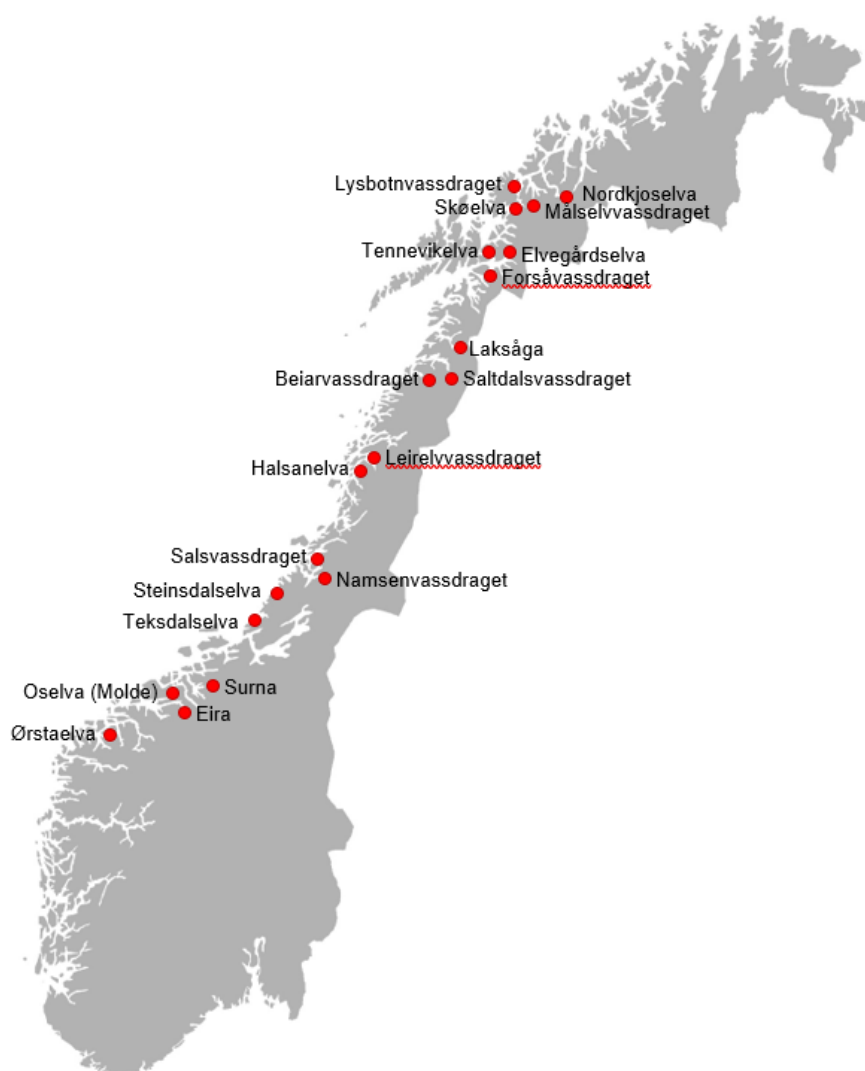 Lysbotnvassdraget
Nordkjoselva
Skøelva
Målselvvassdraget
Tennevikelva
Elvegårdselva
Forsåvassdraget
Laksåga
Beiarvassdraget
Saltdalsvassdraget
Leirelvvassdraget
Halsanelva
Salsvassdraget
Namsenvassdraget
Steinsdalselva
Teksdalselva
Surna
Oselva (Molde)
Eira
Ørstaelva